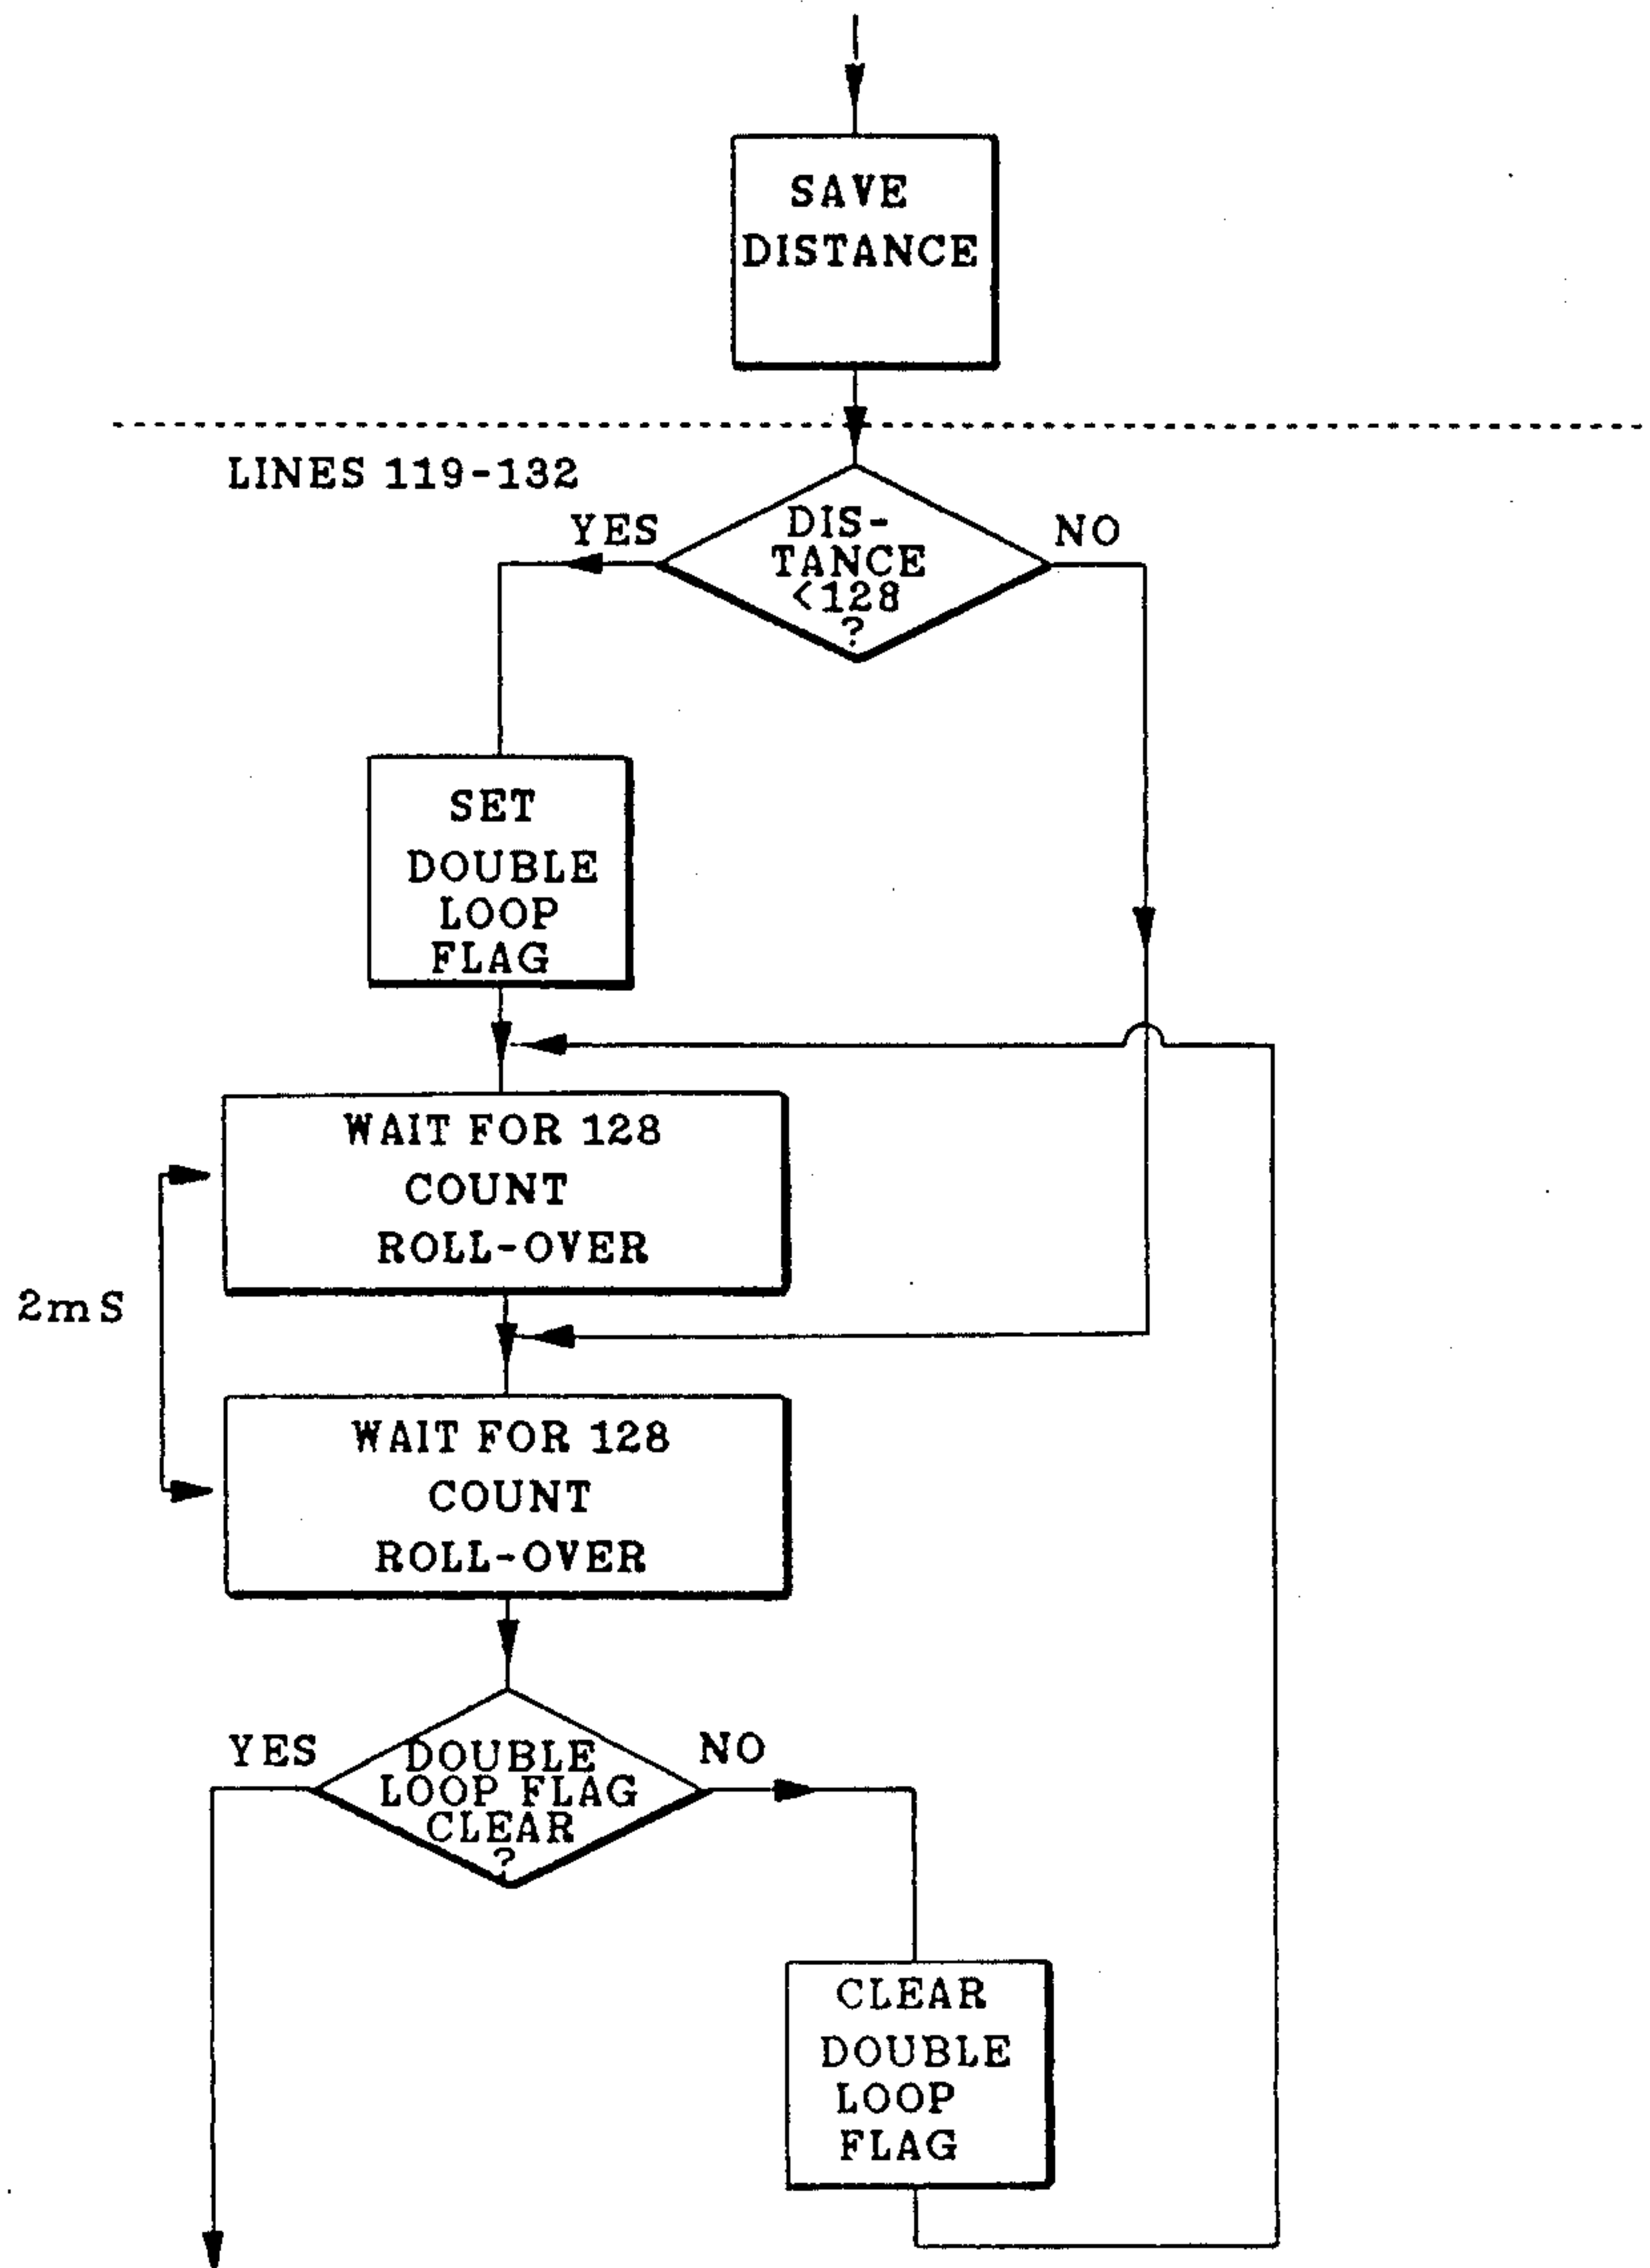 SAVE
DISTANCE
LINES 119-132
YES
DIS-
TANCE
<128
?
NO
SET
DOUBLE
LOOP
FLAG
WAIT FOR 128
COUNT
ROLL-OVER
2mS
WAIT FOR 128
COUNT
ROLL-OVER
YES
DOUBLE
LOOP FLAG
CLEAR
?
NO
CLEAR
DOUBLE
LOOP
FLAG